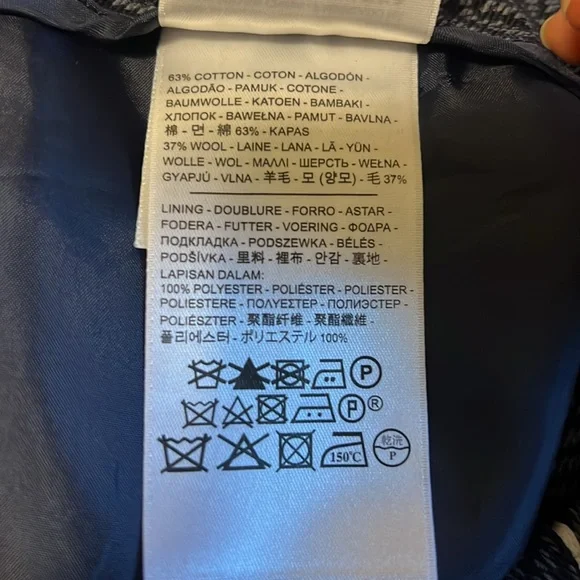 63% COTTON - COTON - ALGODÓN -
ALGODÃO - PAMUK - COTONE -
BAUMWOLLE - KATOEN - BAMBAKI -
ХЛОПОК - BAWEŁNA - PAMUT - BAVLNA -
棉 - 면 - 綿 63% - KAPAS
37% WOOL - LAINE - LANA - LÃ - YÜN -
WOLLE - WOL - ΜΑΛΛΙ - ШЕРСТЬ - WEŁNA -
GYAPJÚ - VLNA - 羊毛 - 모 (양모) - 毛 37%
LINING - DOUBLURE - FORRO - ASTAR -
FODERA - FUTTER - VOERING - ΦΟΔΡΑ -
ПОДКЛАДКА - PODSZEWKA - BÉLÉS -
PODŠÍVKA - 里料 - 裡布 - 안감 - 裏地 -
LAPISAN DALAM:
100% POLYESTER - POLIÉSTER - POLIESTER -
POLIESTERE - ΠΟΛΥΕΣΤΕΡ - ПОЛИЭСТЕР -
POLIÉSZTER - 聚酯纤维 - 聚酯纖維 -
폴리에스터 - ポリエステル 100%
P
P ®
150°C 乾洗 P